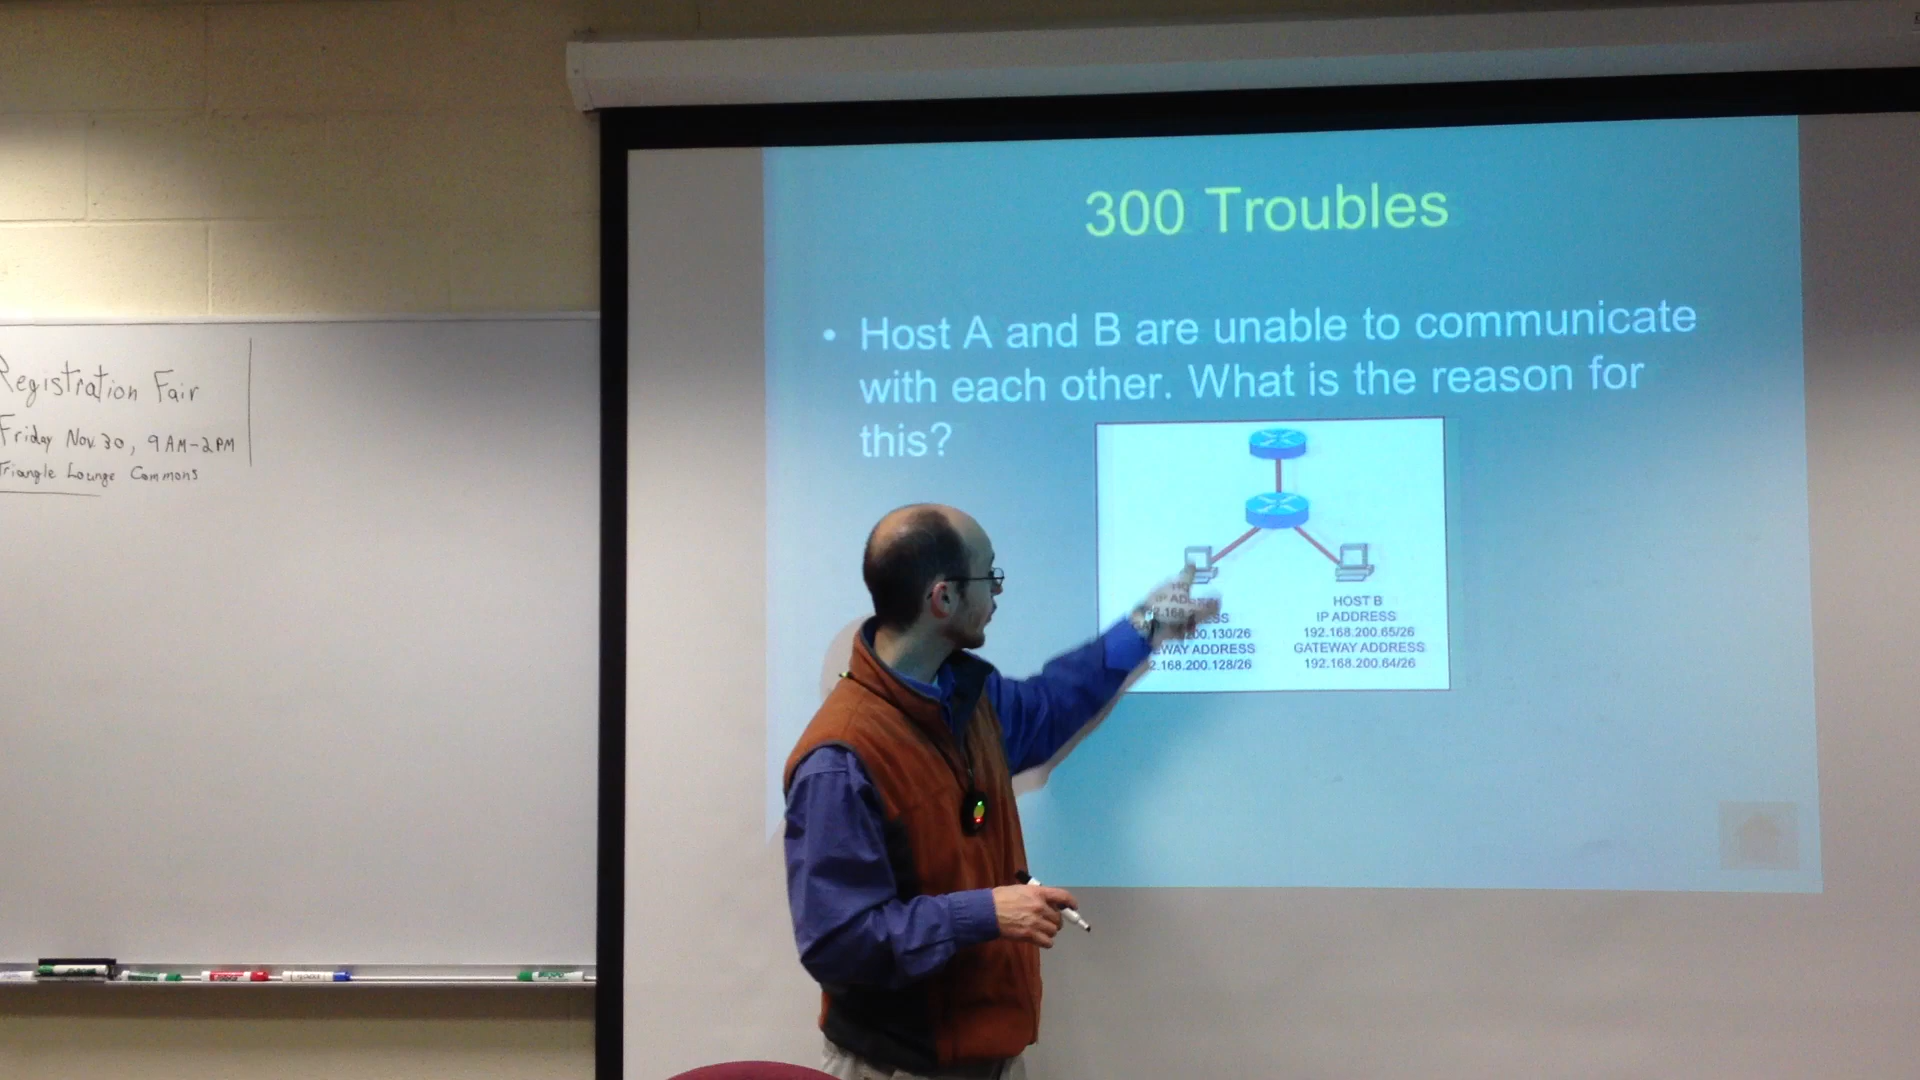 Registration Fair
Friday Nov. 30, 9 AM-2 PM
Triangle Lounge Commons
300 Troubles
• Host A and B are unable to communicate
with each other. What is the reason for
this?
200.130/26
ADDRESS
2.168.200.128/26
HOST B
IP ADDRESS
192.168.200.65/26
GATEWAY ADDRESS
192.168.200.64/26